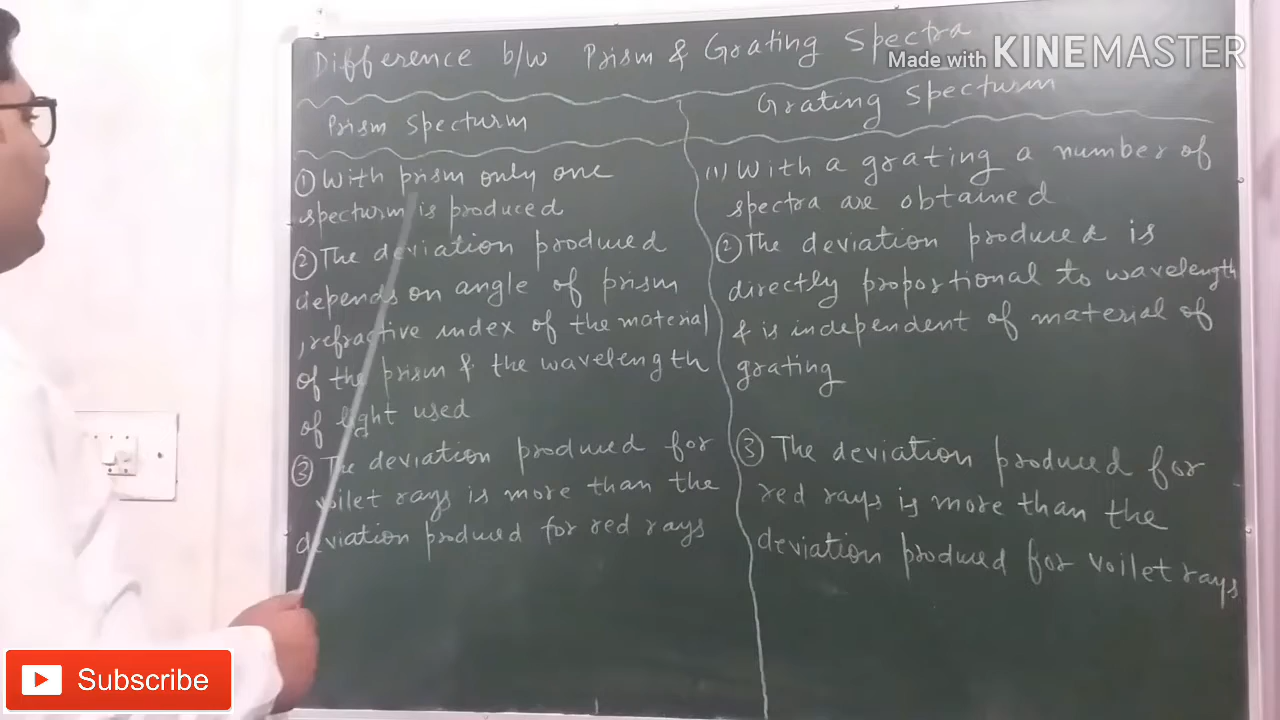 Difference b/w Prism & Grating Spectra
Made with KINEMASTER
Prism Specturm
① With prism only one
specturm is produced
② The deviation produced
depends on angle of prism
, refractive index of the material
of the prism & the wavelength
of light used
③ The deviation produced for
voilet rays is more than the
deviation produced for red rays
Grating Specturm
(1) With a grating a number of
spectra are obtained
② The deviation produced is
directly proportional to wavelength
& is independent of material of
grating
③ The deviation produced for
red rays is more than the
deviation produced for voilet rays
Subscribe